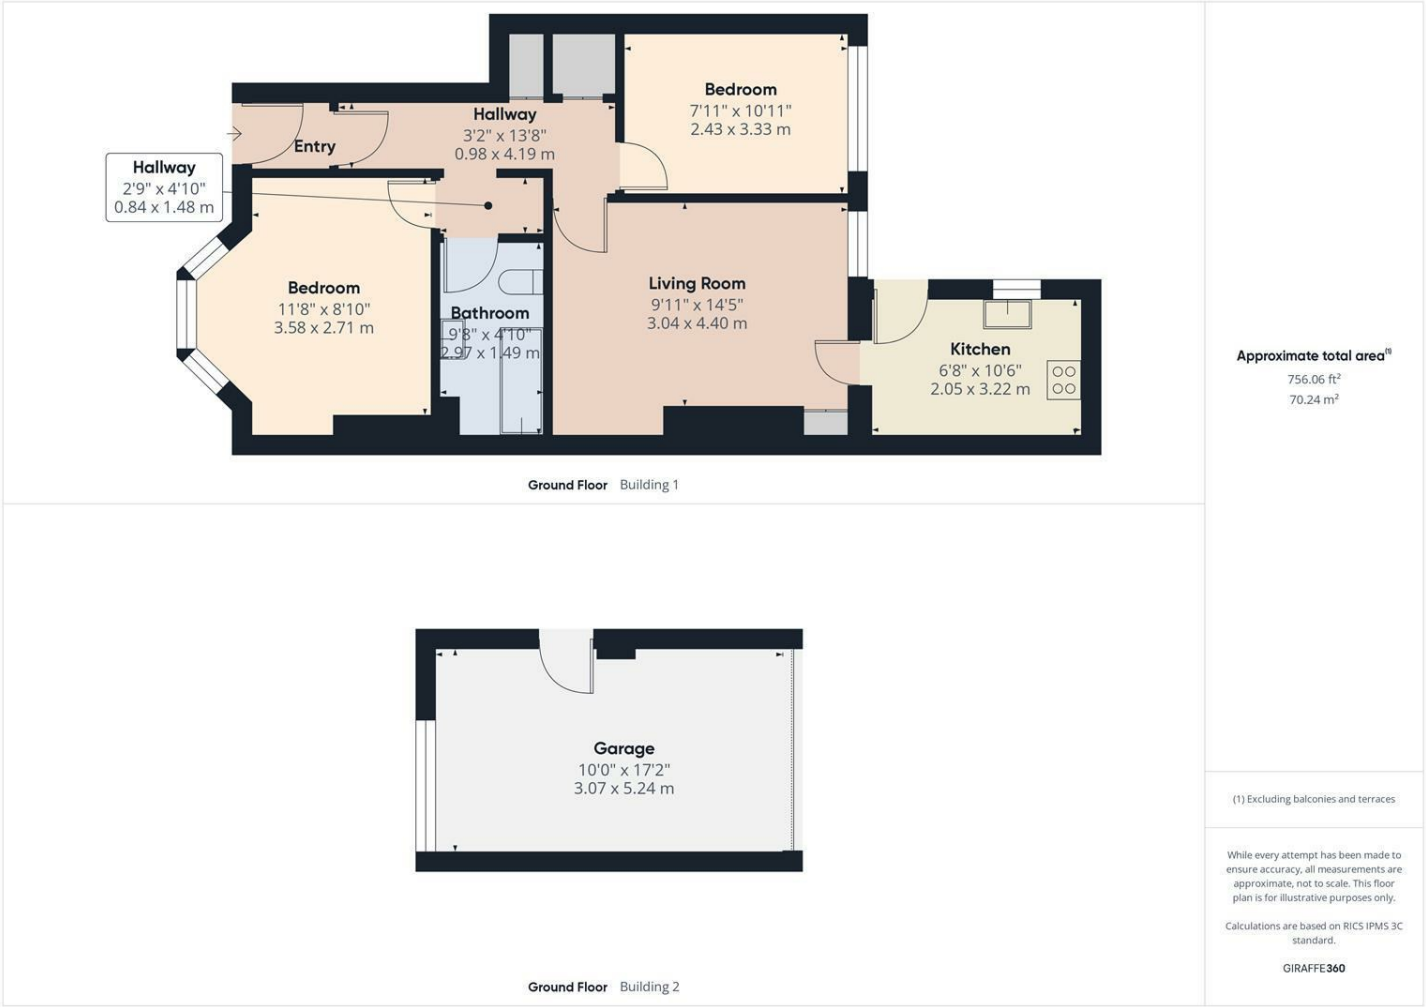 Bedroom
7'11" x 10'11"
2.43 x 3.33 m
Hallway
3'2" x 13'8"
0.98 x 4.19 m
Entry
Hallway
2'9" x 4'10"
0.84 x 1.48 m
Bedroom
11'8" x 8'10"
3.58 x 2.71 m
Bathroom
9'8" x 4'10"
2.97 x 1.49 m
Living Room
9'11" x 14'5"
3.04 x 4.40 m
Kitchen
6'8" x 10'6"
2.05 x 3.22 m
Ground Floor Building 1
Garage
10'0" x 17'2"
3.07 x 5.24 m
Ground Floor Building 2
Approximate total area(1)
756.06 ft²
70.24 m²
(1) Excluding balconies and terraces
While every attempt has been made to
ensure accuracy, all measurements are
approximate, not to scale. This floor
plan is for illustrative purposes only.
Calculations are based on RICS IPMS 3C
standard.
GIRAFFE360